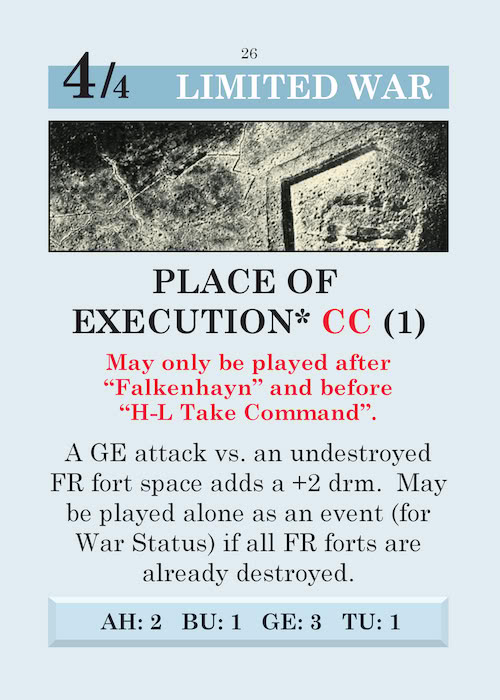 26
4/4 LIMITED WAR
PLACE OF
EXECUTION* CC (1)
May only be played after
“Falkenhayn” and before
“H-L Take Command”.
A GE attack vs. an undestroyed
FR fort space adds a +2 drm. May
be played alone as an event (for
War Status) if all FR forts are
already destroyed.
AH: 2 BU: 1 GE: 3 TU: 1